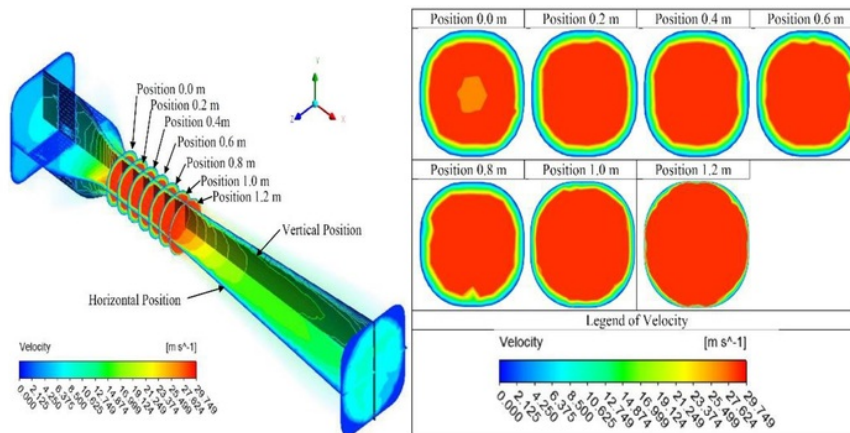 Position 0.0 m
Position 0.2 m
Position 0.4m
Position 0.6 m
Position 0.8 m
Position 1.0 m
Position 1.2 m
Vertical Position
Horizontal Position
Y
Z
X
Velocity [m s^-1]
0.000 2.125 4.250 6.375 8.500 10.625 12.749 14.874 16.999 19.124 21.249 23.374 25.499 27.624 29.749
Position 0.0 m Position 0.2 m Position 0.4 m Position 0.6 m
0.8 m Position 1.0 m Position 1.2 m
Legend of Velocity
Velocity [m s^-1]
0.000 2.125 4.250 6.375 8.500 10.625 12.749 14.874 16.999 19.124 21.249 23.374 25.499 27.624 29.749